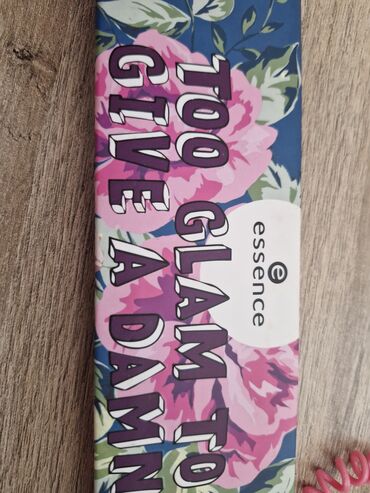 TOO GLAM TO
GIVE A DAMN
e
essence